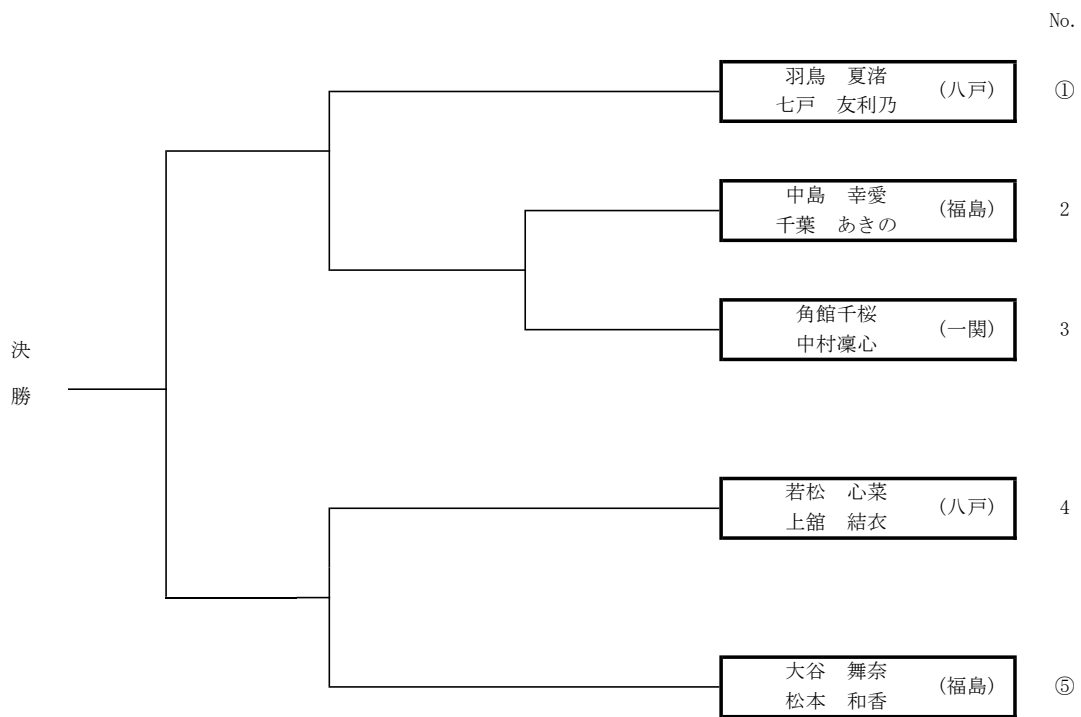 No.
羽鳥　夏渚
七戸　友利乃
(八戸)
①
中島　幸愛
千葉　あきの
(福島)
2
角館千桜
中村凜心
(一関)
3
決
勝
若松　心菜
上舘　結衣
(八戸)
4
大谷　舞奈
松本　和香
(福島)
⑤